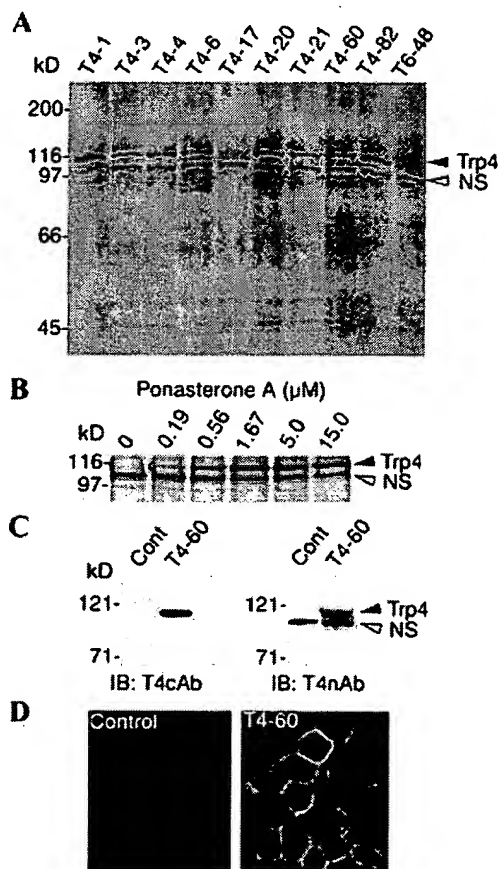 A
kD
T4-1 T4-3 T4-4 T4-6 T4-17 T4-20 T4-21 T4-60 T4-82 T6-48
200-
116-
97-
66-
45-
Trp4
NS
B
Ponasterone A (µM)
kD
0 0.19 0.56 1.67 5.0 15.0
116-
97-
Trp4
NS
C
kD
Cont T4-60
121-
71-
IB: T4cAb
Cont T4-60
121-
71-
Trp4
NS
IB: T4nAb
D
Control
T4-60